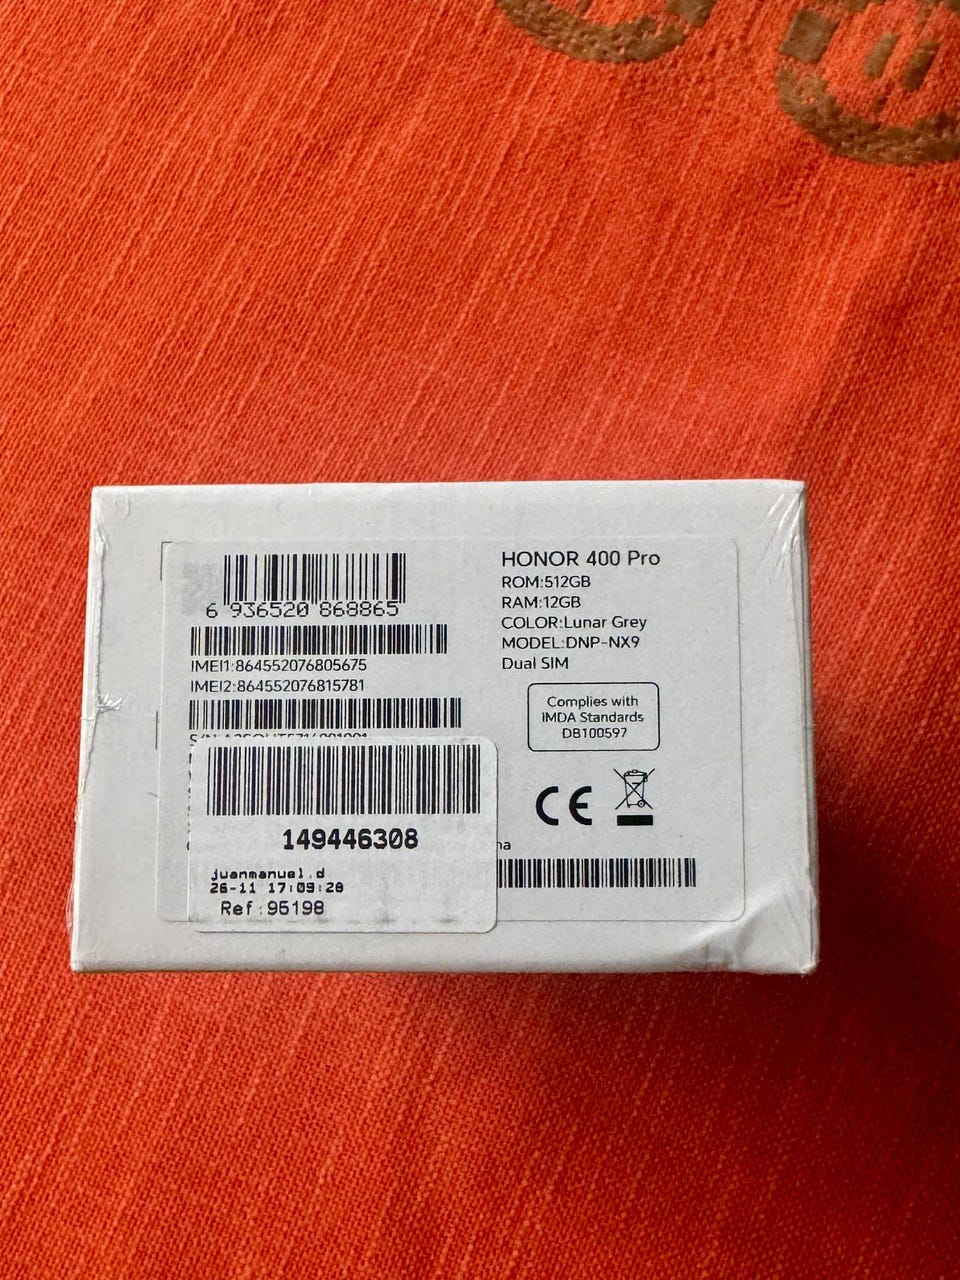 6 936520 868865
IMEI1:864552076805675
IMEI2:864552076815781
HONOR 400 Pro
ROM:512GB
RAM:12GB
COLOR:Lunar Grey
MODEL:DNP-NX9
Dual SIM
Complies with
IMDA Standards
DB100597
CE
149446308
juanmanuel.d
26-11 17:09:28
Ref:95198
na